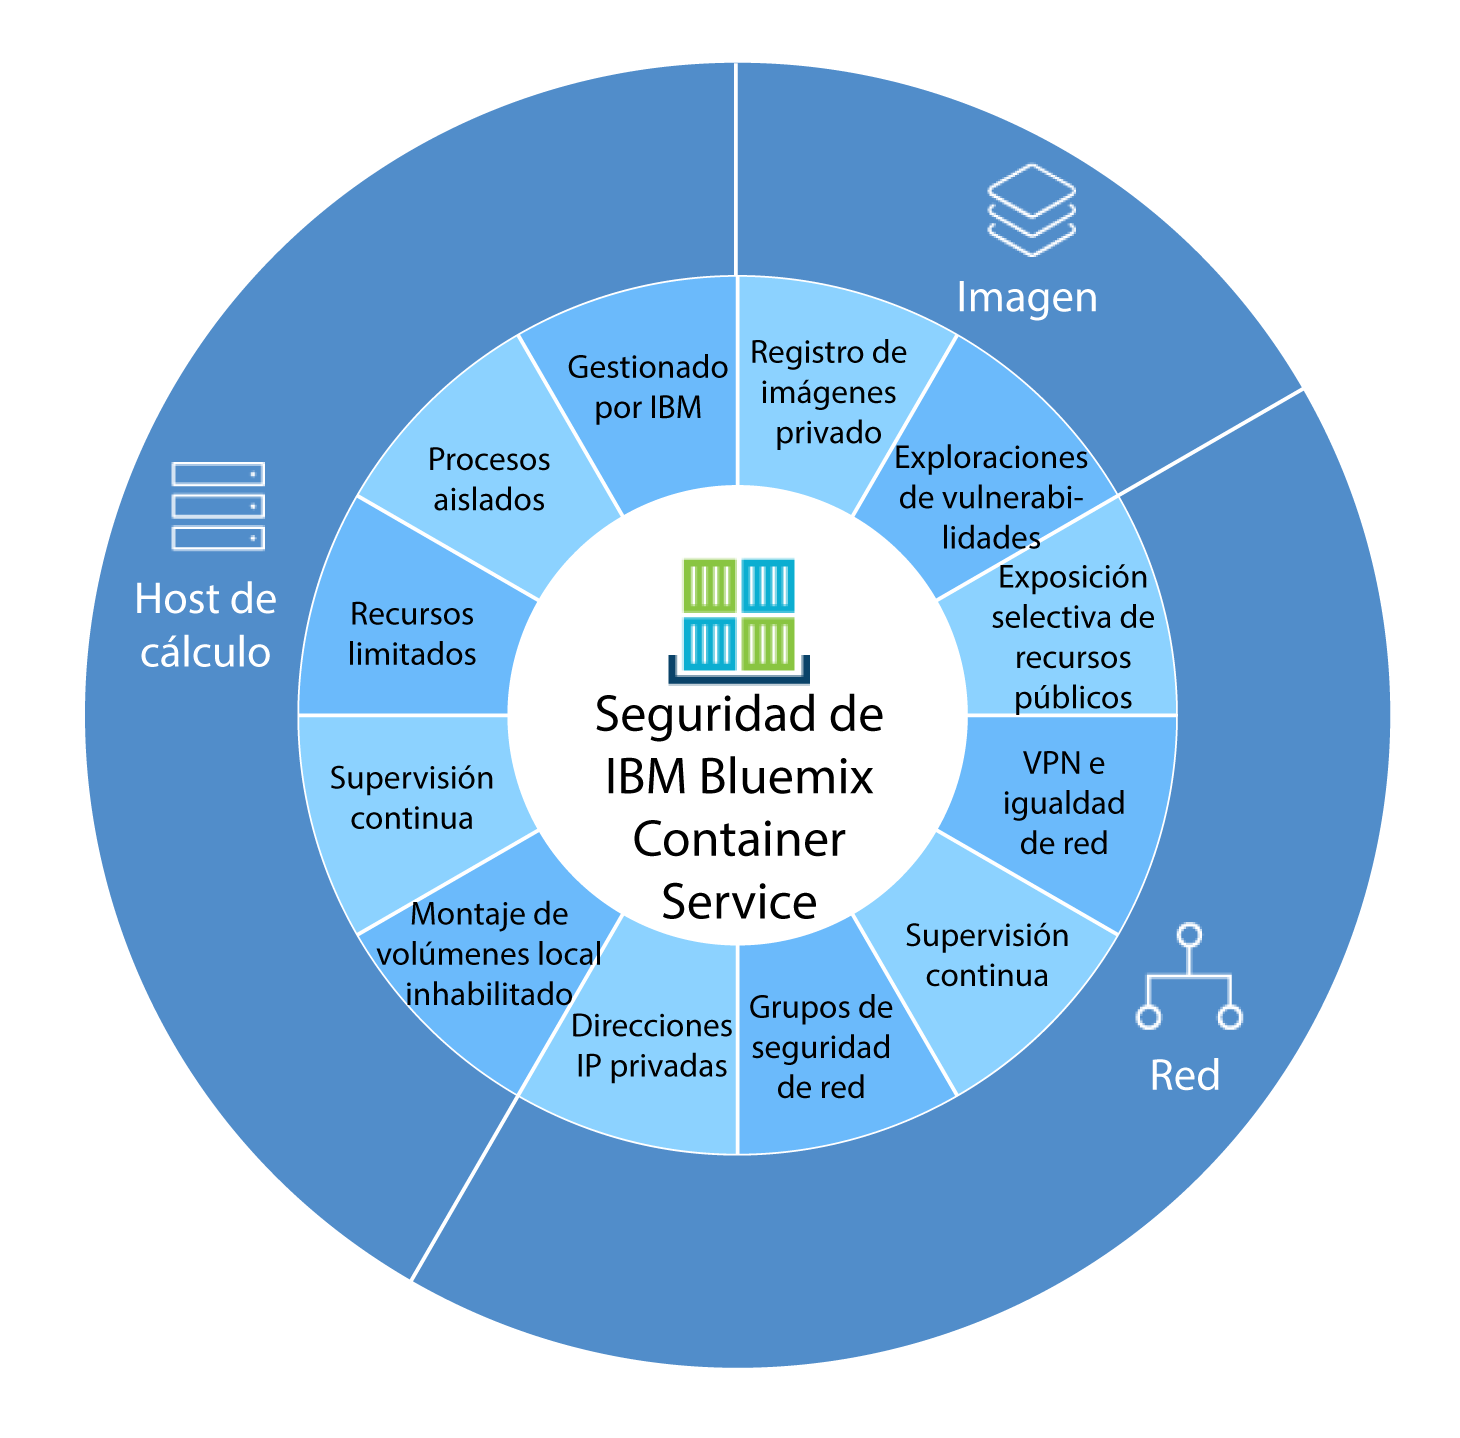 Imagen
Registro de
imágenes
privado
Exploraciones
de vulnerabi-
lidades
Exposición
selectiva de
recursos
públicos
VPN e
igualdad
de red
Supervisión
continua
Red
Grupos de
seguridad
de red
Direcciones
IP privadas
Montaje de
volúmenes local
inhabilitado
Supervisión
continua
Host de
cálculo
Recursos
limitados
Procesos
aislados
Gestionado
por IBM
Seguridad de
IBM Bluemix
Container
Service